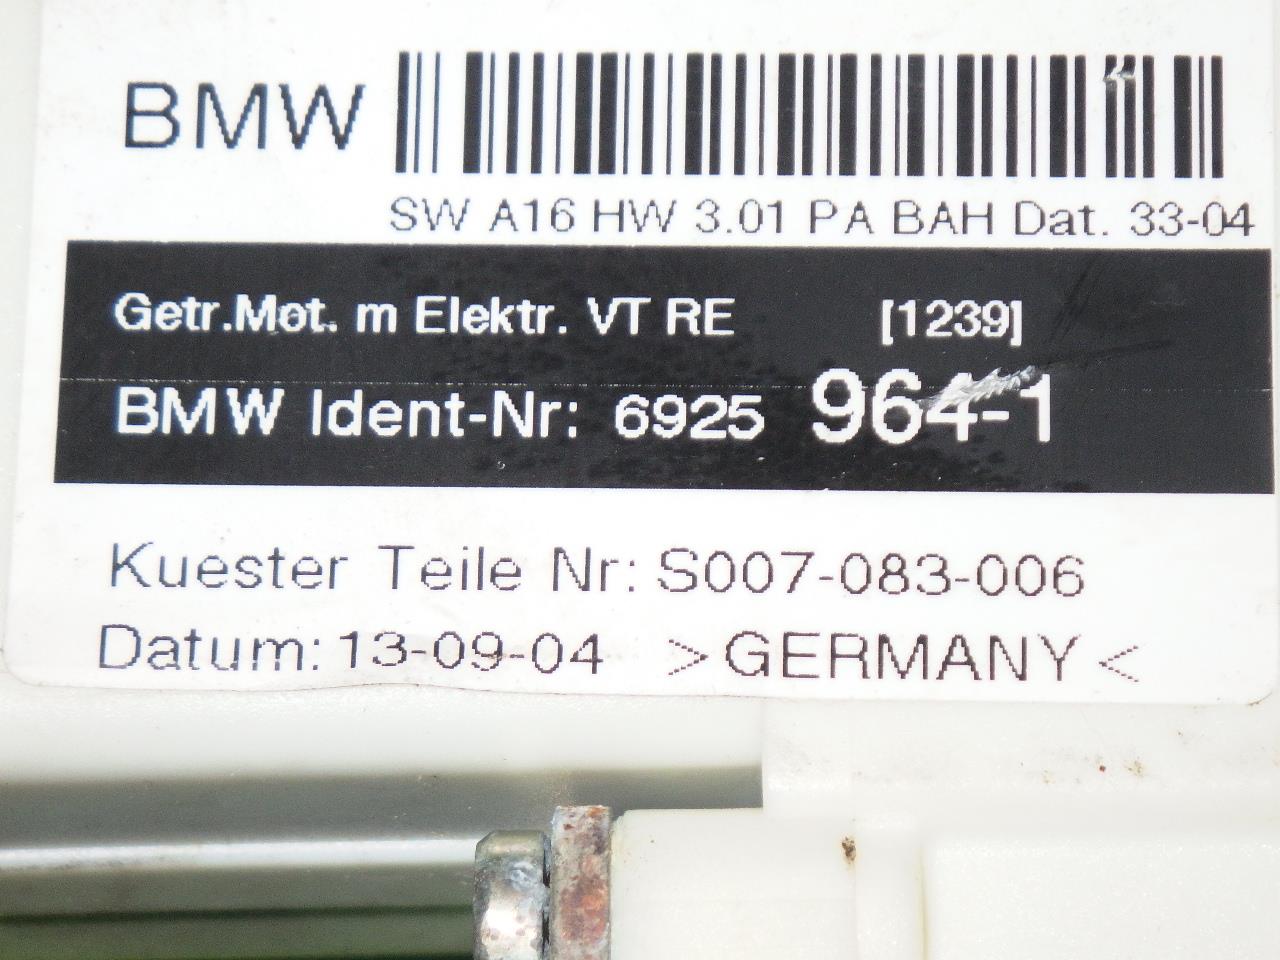 BMW
SW A16 HW 3.01 PA BAH Dat. 33-04
Getr.Mot. m Elektr. VT RE [1239]
BMW Ident-Nr: 6925 964-1
Kuester Teile Nr: S007-083-006
Datum: 13-09-04 >GERMANY<